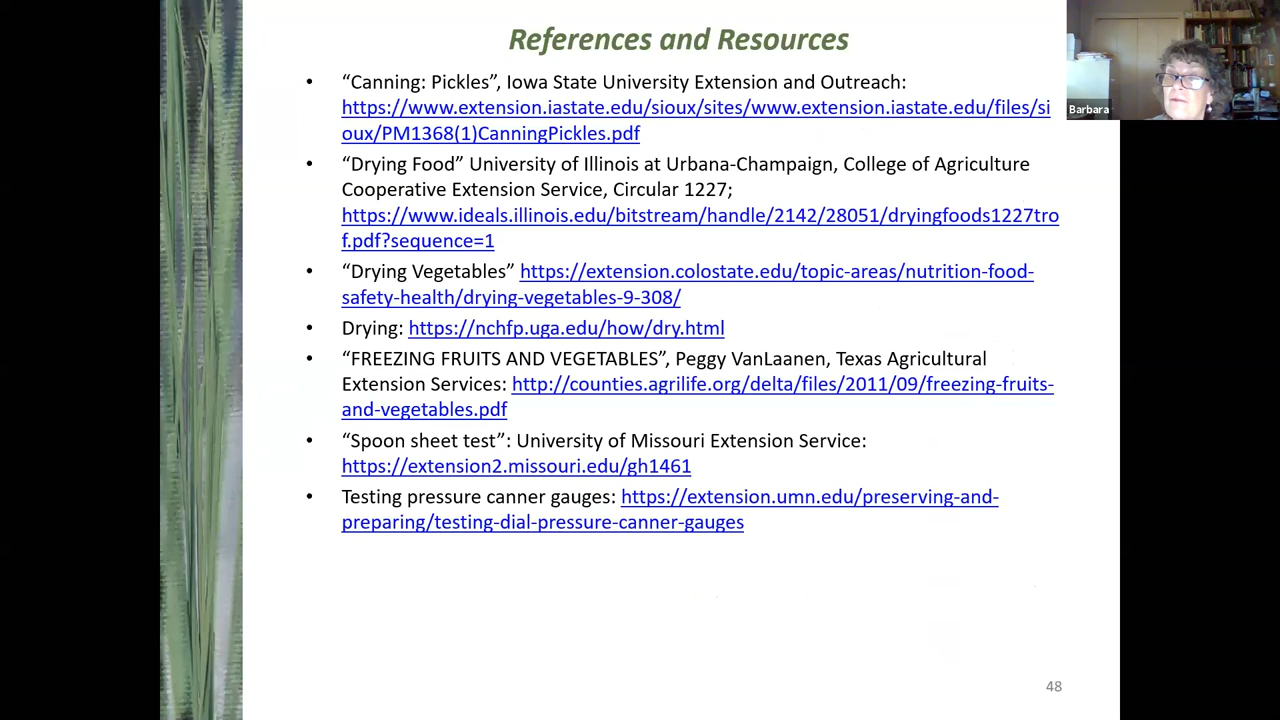 References and Resources
• “Canning: Pickles”, Iowa State University Extension and Outreach:
https://www.extension.iastate.edu/sioux/sites/www.extension.iastate.edu/files/si
oux/PM1368(1)CanningPickles.pdf
• “Drying Food” University of Illinois at Urbana-Champaign, College of Agriculture
Cooperative Extension Service, Circular 1227;
https://www.ideals.illinois.edu/bitstream/handle/2142/28051/dryingfoods1227tro
f.pdf?sequence=1
• “Drying Vegetables” https://extension.colostate.edu/topic-areas/nutrition-food-
safety-health/drying-vegetables-9-308/
• Drying: https://nchfp.uga.edu/how/dry.html
• “FREEZING FRUITS AND VEGETABLES”, Peggy VanLaanen, Texas Agricultural
Extension Services: http://counties.agrilife.org/delta/files/2011/09/freezing-fruits-
and-vegetables.pdf
• “Spoon sheet test”: University of Missouri Extension Service:
https://extension2.missouri.edu/gh1461
• Testing pressure canner gauges: https://extension.umn.edu/preserving-and-
preparing/testing-dial-pressure-canner-gauges
48
Barbara